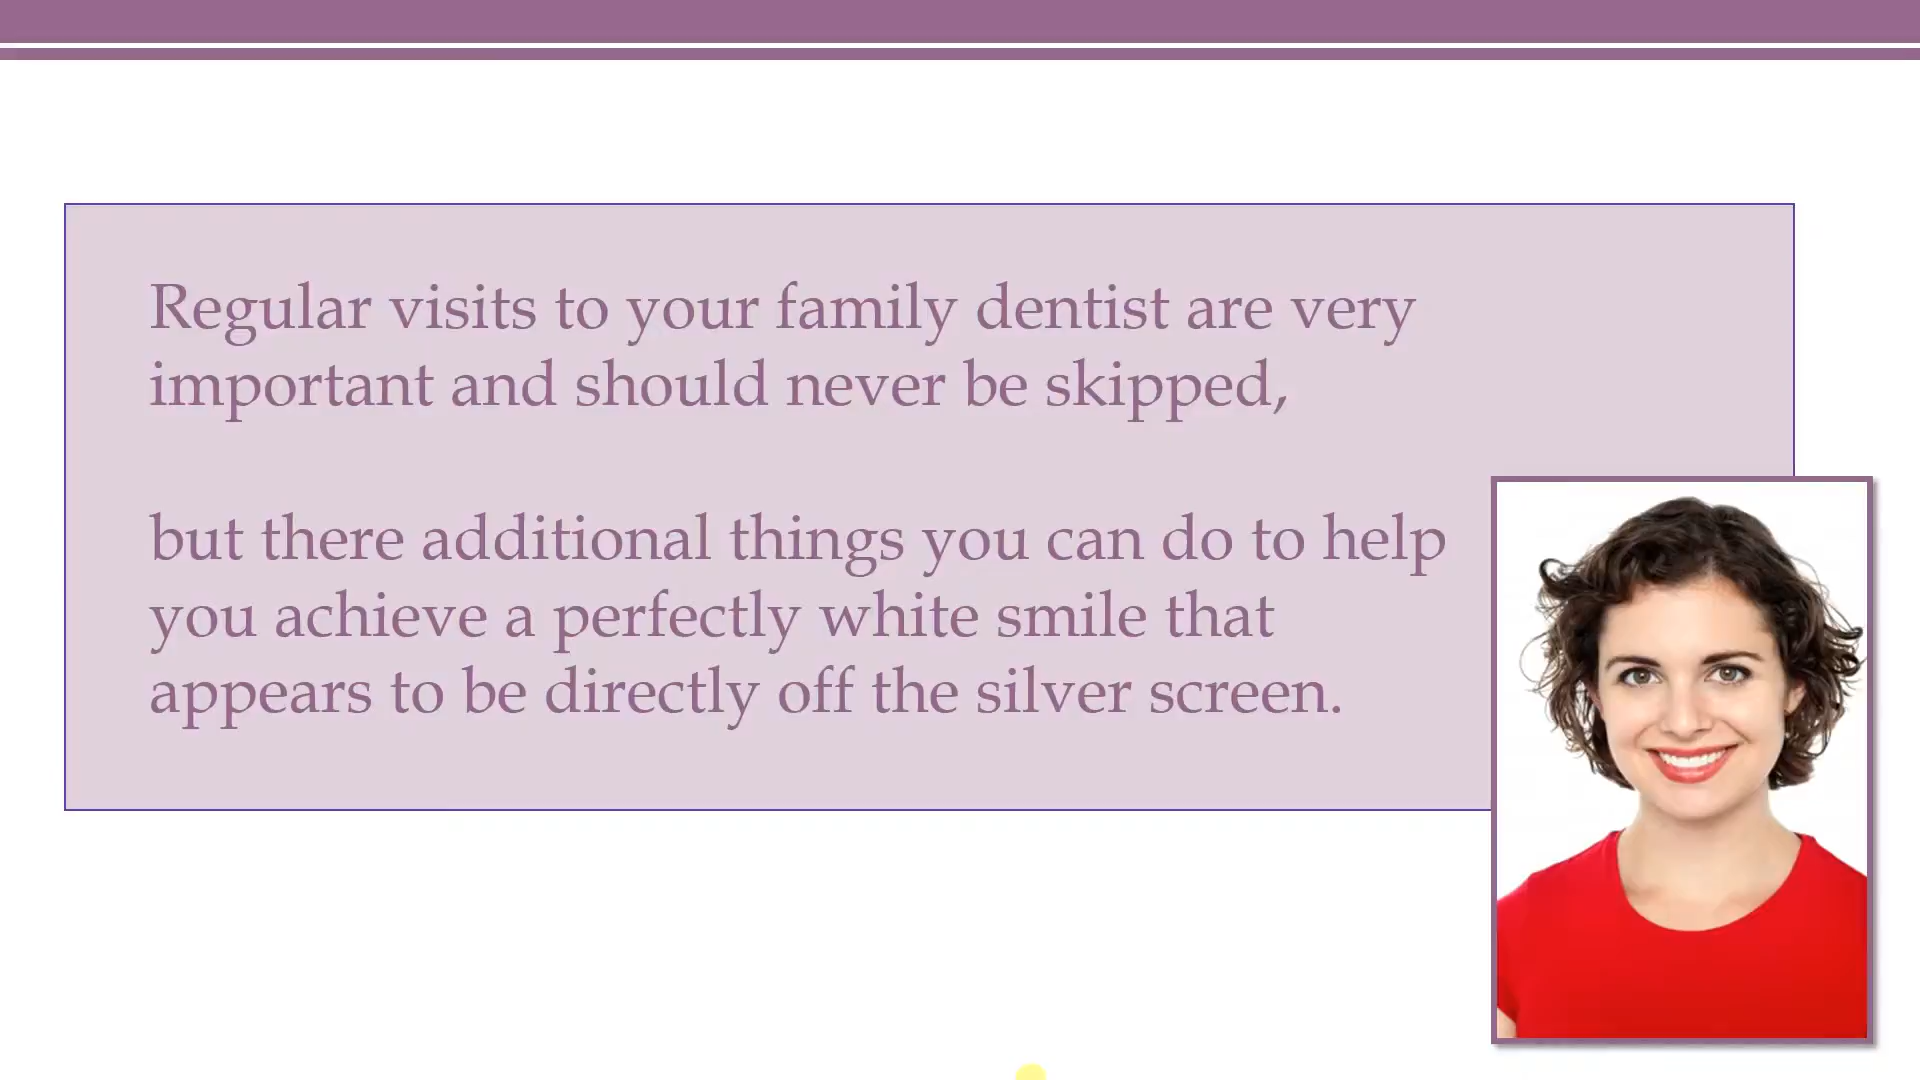 Regular visits to your family dentist are very
important and should never be skipped,
but there additional things you can do to help
you achieve a perfectly white smile that
appears to be directly off the silver screen.